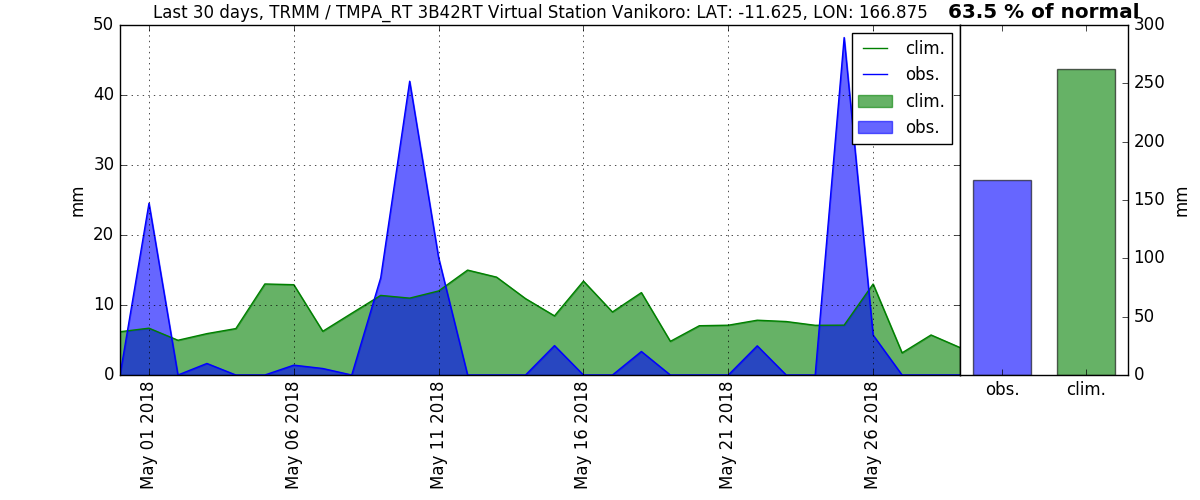 Last 30 days, TRMM / TMPA_RT 3B42RT Virtual Station Vanikoro: LAT: -11.625, LON: 166.875
63.5 % of normal
50
40
30
20
10
0
mm
clim.
obs.
clim.
obs.
300
250
200
150
100
50
0
mm
May 01 2018
May 06 2018
May 11 2018
May 16 2018
May 21 2018
May 26 2018
obs.
clim.